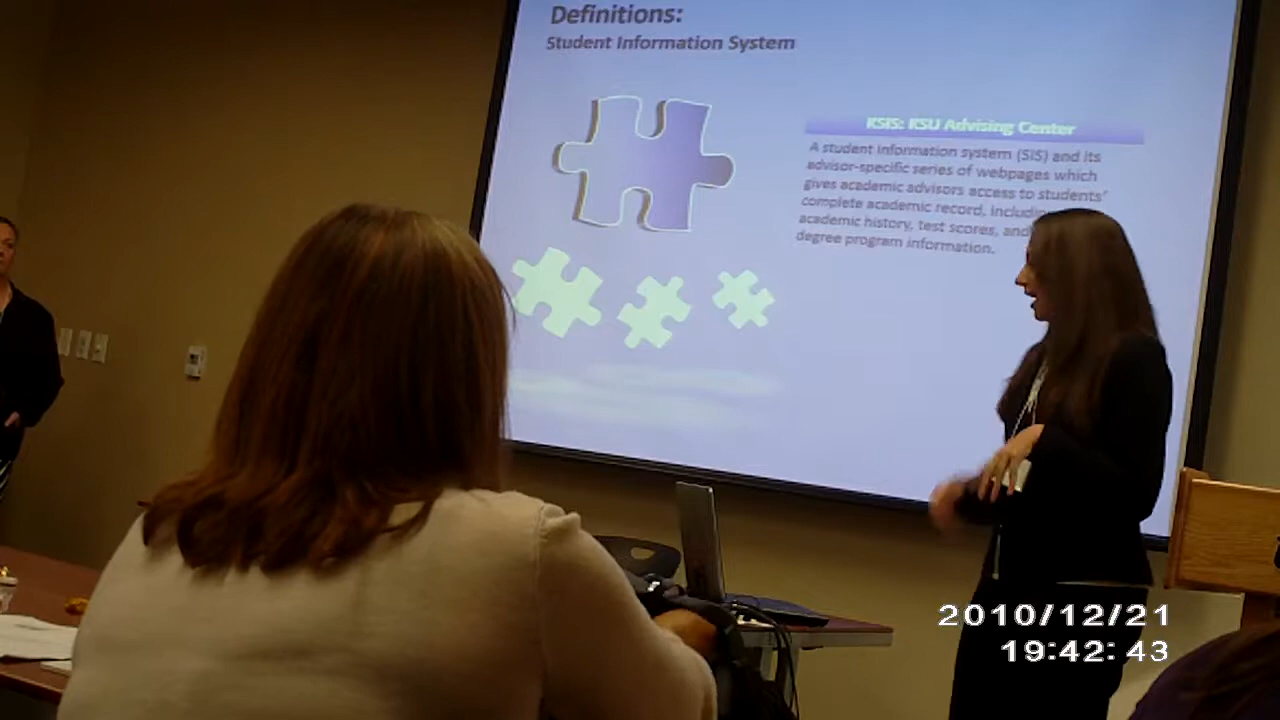 Definitions:
Student Information System
KSIS: KSU Advising Center
A student information system (SIS) and its
advisor-specific series of webpages which
gives academic advisors access to students'
complete academic record, includin
academic history, test scores, and
degree program information.
2010/12/21
19:42:43